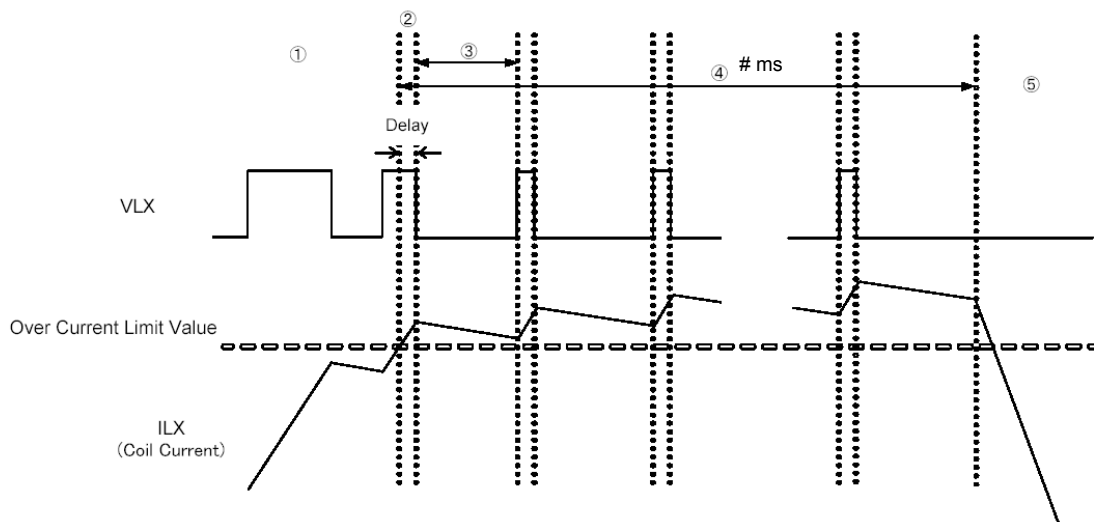 ②
①
③
④ # ms
⑤
Delay
VLX
Over Current Limit Value
ILX
(Coil Current)